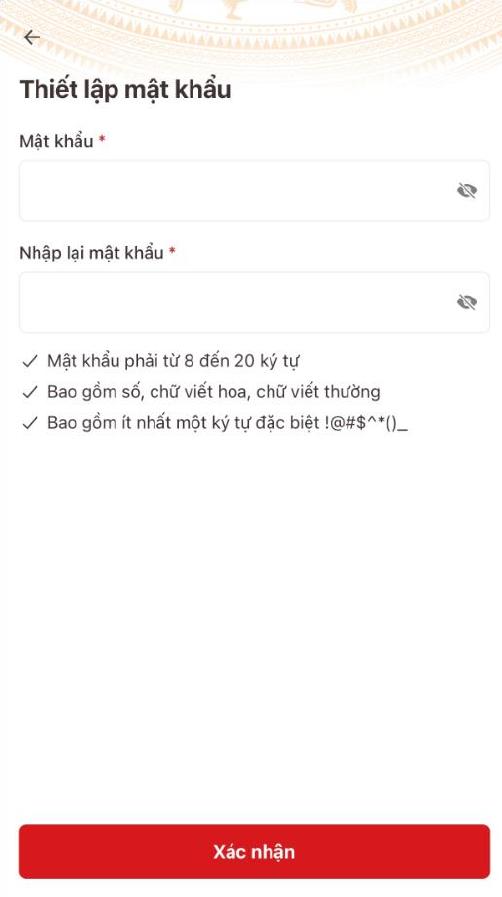 Thiết lập mật khẩu
Mật khẩu *
Nhập lại mật khẩu *
Mật khẩu phải từ 8 đến 20 ký tự
Bao gồm số, chữ viết hoa, chữ viết thường
Bao gồm ít nhất một ký tự đặc biệt !@#$^*()_
Xác nhận